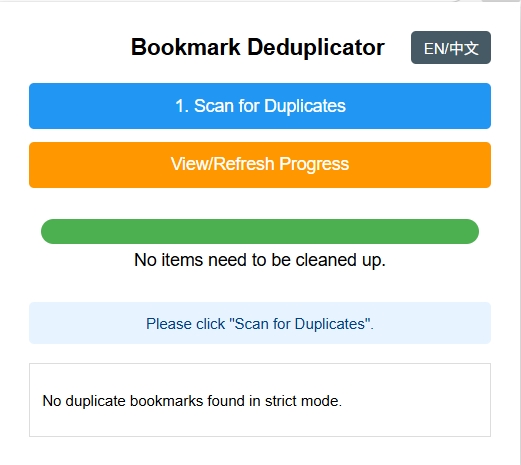 Bookmark Deduplicator
EN/中文
1. Scan for Duplicates
View/Refresh Progress
No items need to be cleaned up.
Please click "Scan for Duplicates".
No duplicate bookmarks found in strict mode.